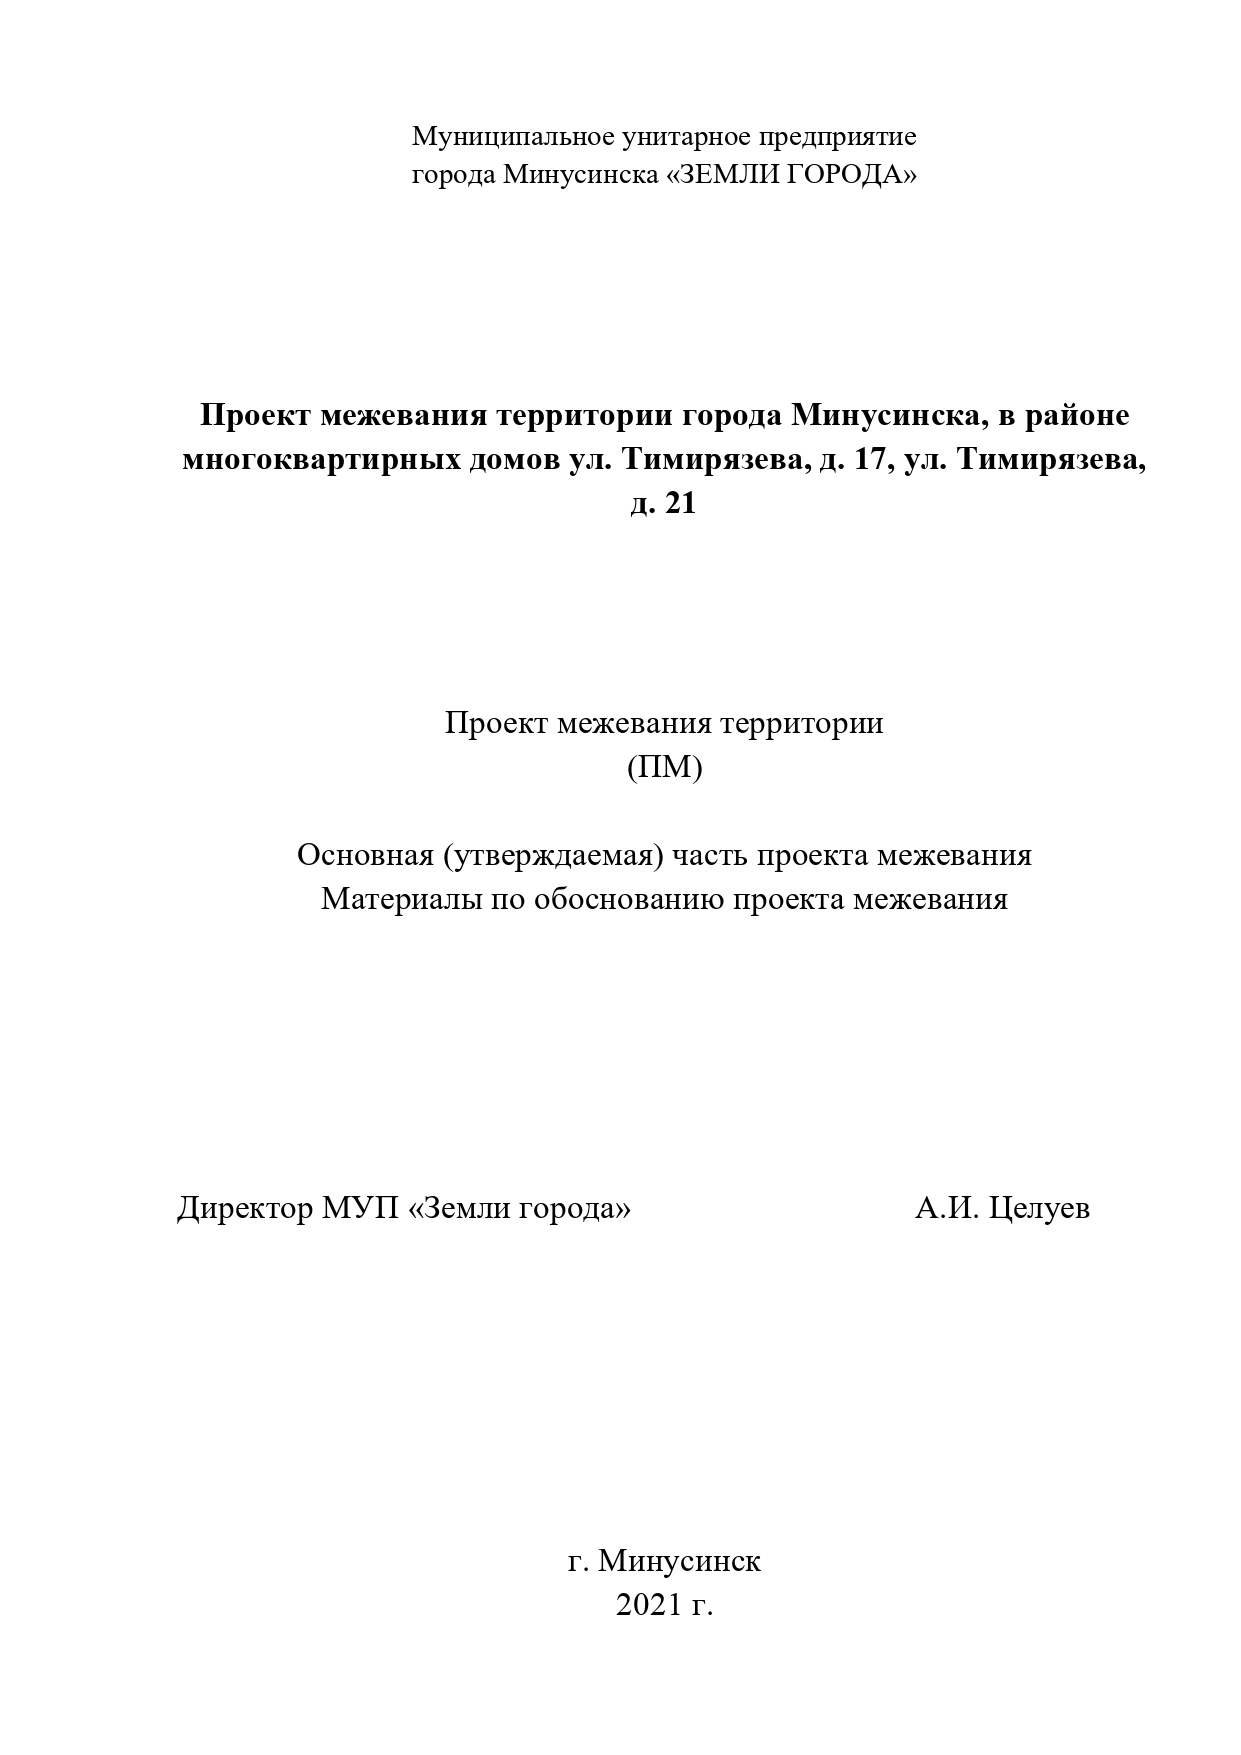 Муниципальное унитарное предприятие
города Минусинска «ЗЕМЛИ ГОРОДА»
Проект межевания территории города Минусинска, в районе
многоквартирных домов ул. Тимирязева, д. 17, ул. Тимирязева,
д. 21
Проект межевания территории
(ПМ)
Основная (утверждаемая) часть проекта межевания
Материалы по обоснованию проекта межевания
Директор МУП «Земли города» А.И. Целуев
г. Минусинск
2021 г.